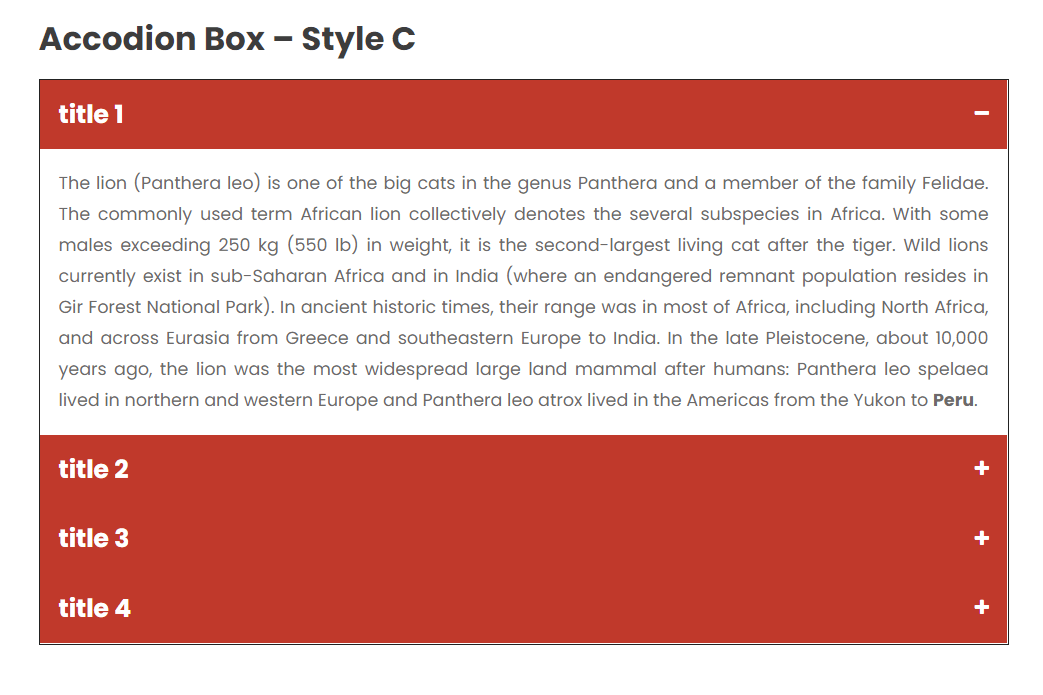 Accodion Box – Style C
title 1 −
The lion (Panthera leo) is one of the big cats in the genus Panthera and a member of the family Felidae.
The commonly used term African lion collectively denotes the several subspecies in Africa. With some
males exceeding 250 kg (550 lb) in weight, it is the second-largest living cat after the tiger. Wild lions
currently exist in sub-Saharan Africa and in India (where an endangered remnant population resides in
Gir Forest National Park). In ancient historic times, their range was in most of Africa, including North Africa,
and across Eurasia from Greece and southeastern Europe to India. In the late Pleistocene, about 10,000
years ago, the lion was the most widespread large land mammal after humans: Panthera leo spelaea
lived in northern and western Europe and Panthera leo atrox lived in the Americas from the Yukon to Peru.
title 2 +
title 3 +
title 4 +